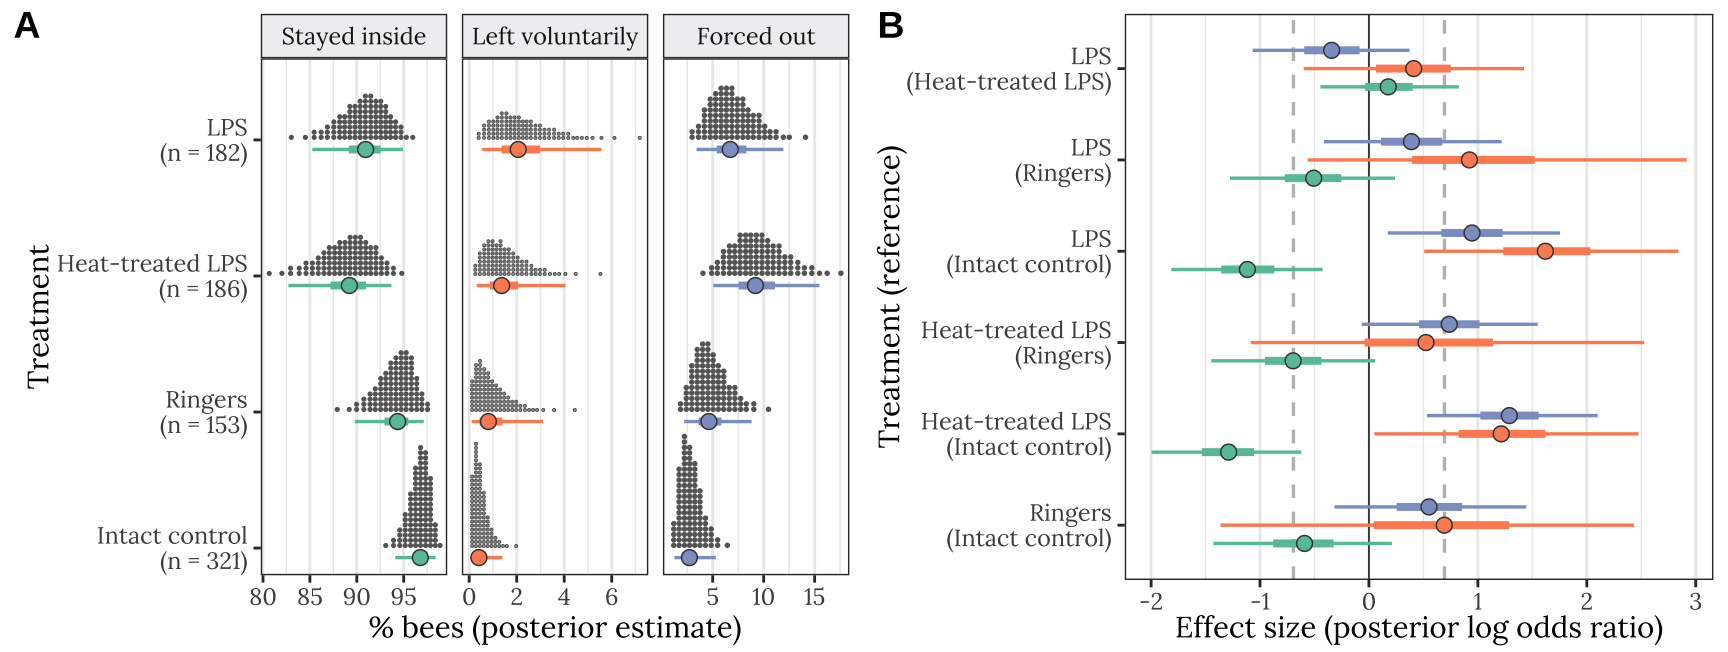 A
Stayed inside
Left voluntarily
Forced out
Treatment
LPS
(n = 182)
Heat-treated LPS
(n = 186)
Ringers
(n = 153)
Intact control
(n = 321)
80 85 90 95
0 2 4 6
5 10 15
% bees (posterior estimate)
B
Treatment (reference)
LPS
(Heat-treated LPS)
LPS
(Ringers)
LPS
(Intact control)
Heat-treated LPS
(Ringers)
Heat-treated LPS
(Intact control)
Ringers
(Intact control)
−2 −1 0 1 2 3
Effect size (posterior log odds ratio)